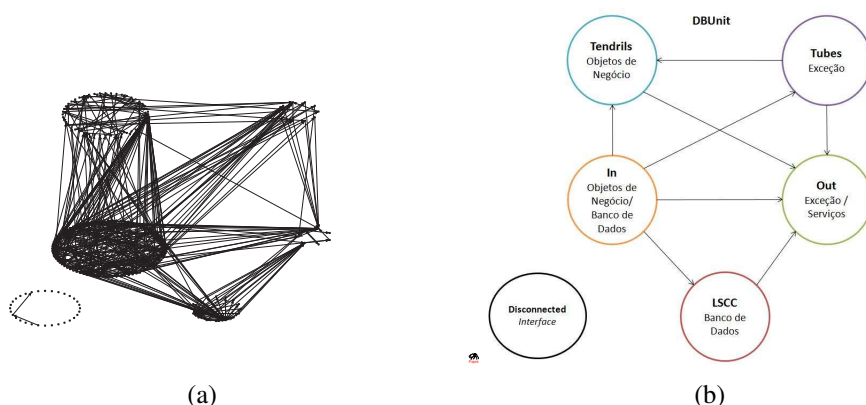 DBUnit
Tendrils
Objetos de
Negócio
Tubes
Exceção
In
Objetos de
Negócio/
Banco de
Dados
Out
Exceção /
Serviços
Disconnected
Interface
LSCC
Banco de
Dados
(a)
(b)